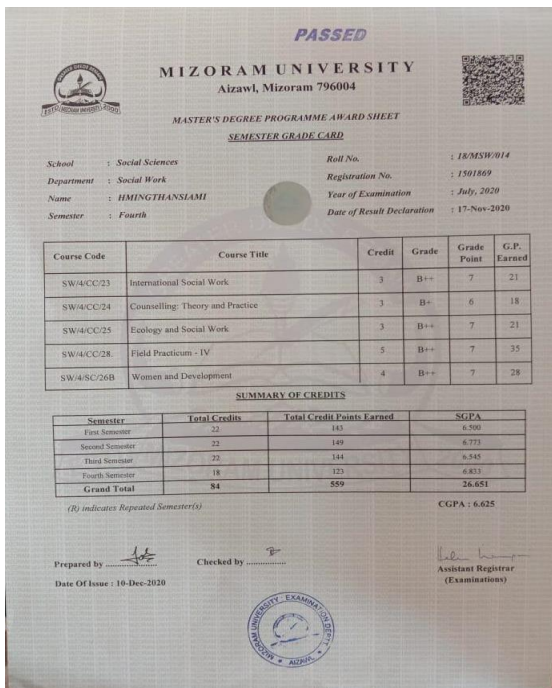 PASSED
MIZORAM UNIVERSITY
Aizawl, Mizoram 796004
MASTER'S DEGREE PROGRAMME AWARD SHEET
SEMESTER GRADE CARD
School : Social Sciences
Department : Social Work
Name : HMINGTHANSIAMI
Semester : Fourth
Roll No. : 18/MSW/014
Registration No. : 1501869
Year of Examination : July, 2020
Date of Result Declaration : 17-Nov-2020
Course Code Course Title Credit Grade Grade Point G.P. Earned
SW/4/CC/23 International Social Work 3 B++ 7 21
SW/4/CC/24 Counselling: Theory and Practice 3 B+ 6 18
SW/4/CC/25 Ecology and Social Work 3 B++ 7 21
SW/4/CC/28 Field Practicum - IV 5 B++ 7 35
SW/4/SC/26B Women and Development 4 B++ 7 28
SUMMARY OF CREDITS
Semester Total Credits Total Credit Points Earned SGPA
First Semester 22 143 6.500
Second Semester 22 149 6.773
Third Semester 22 144 6.545
Fourth Semester 18 123 6.833
Grand Total 84 559 26.651
(R) indicates Repeated Semester(s)
CGPA : 6.625
Prepared by ....................
Checked by ...............
Assistant Registrar
(Examinations)
Date Of Issue : 10-Dec-2020
MIZORAM UNIVERSITY EXAMINATION DEPTT
AIZAWL